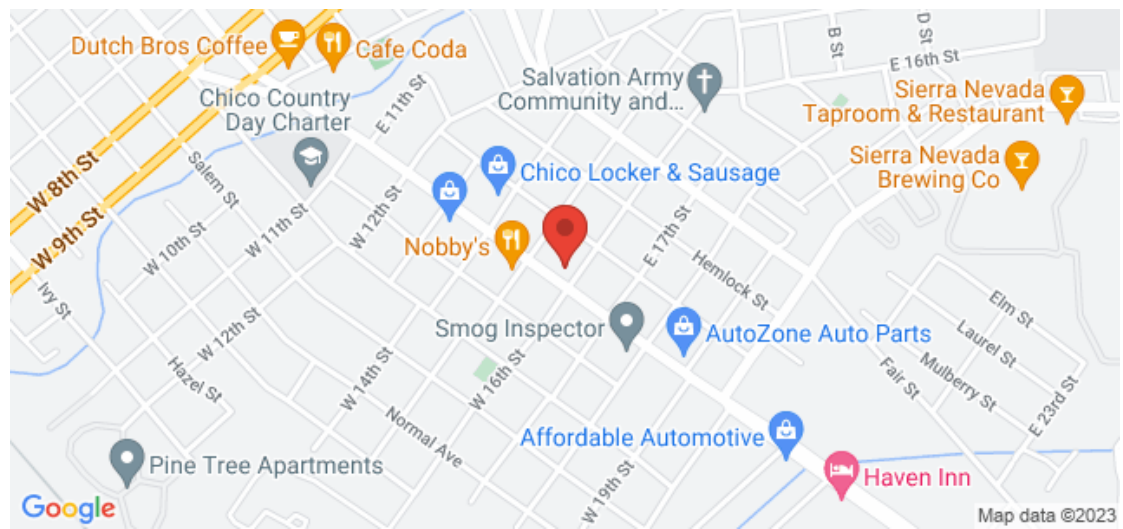 Dutch Bros Coffee
Cafe Coda
B St
D St
E 16th St
Salvation Army
Community and...
Sierra Nevada
Taproom & Restaurant
Chico Country
Day Charter
E 11th St
Sierra Nevada
Brewing Co
W 8th St
Salem St
Chico Locker & Sausage
W 9th St
W 10th St
W 11th St
W 12th St
Nobby's
E 17th St
Hemlock St
Ivy St
Elm St
Smog Inspector
AutoZone Auto Parts
Laurel St
W 12th St
Hazel St
W 14th St
W 16th St
Fair St
Mulberry St
E 23rd St
Normal Ave
Affordable Automotive
Pine Tree Apartments
W 19th St
Haven Inn
Google
Map data ©2023